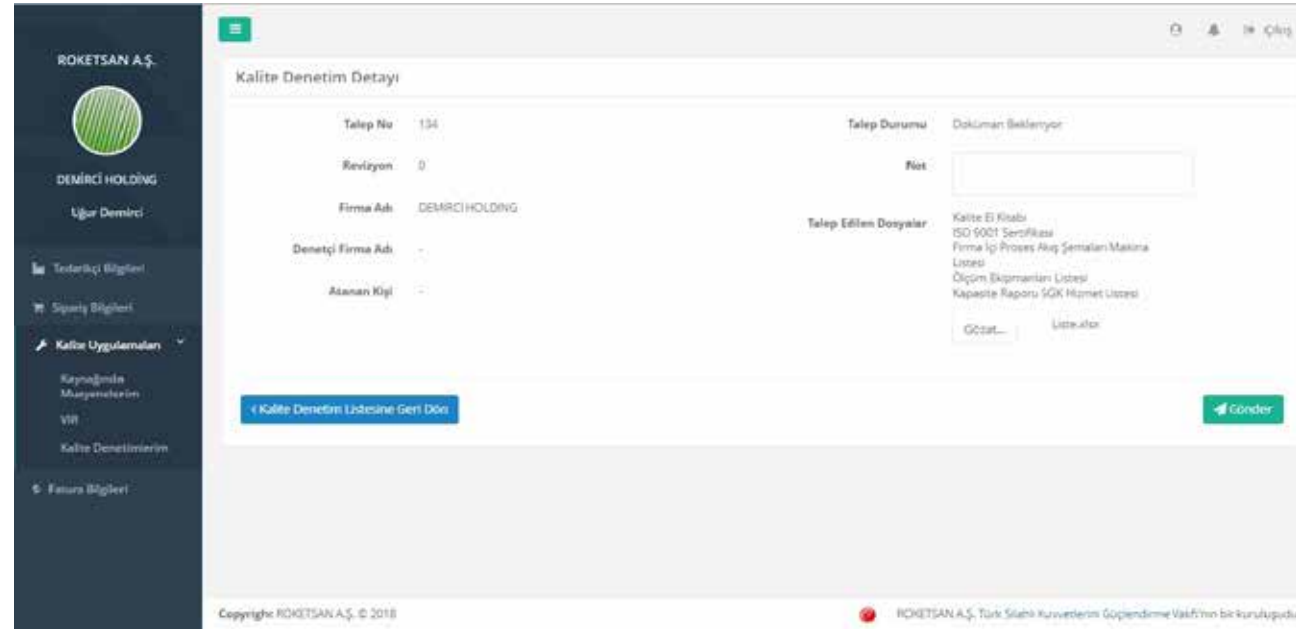 ROKETSAN A.Ş.
DEMİRCİ HOLDİNG
Uğur Demirci
Tedarikçi Bilgileri
Sipariş Bilgileri
Kalite Uygulamaları
Kaynağında
Muayenelerim
VIR
Kalite Denetimlerim
Fatura Bilgileri
Çıkış
Kalite Denetim Detayı
Talep No 134
Revizyon 0
Firma Adı DEMİRCİ HOLDING
Denetçi Firma Adı -
Atanan Kişi -
Talep Durumu Doküman Bekleniyor
Not
Talep Edilen Dosyalar
Kalite El Kitabı
ISO 9001 Sertifikası
Firma İçi Proses Akış Şemaları Makina
Listesi
Ölçüm Ekipmanları Listesi
Kapasite Raporu SGK Hizmet Listesi
Gözat... Liste.xlsx
< Kalite Denetim Listesine Geri Dön
Gönder
Copyright ROKETSAN A.Ş. © 2018
ROKETSAN A.Ş. Türk Silahlı Kuvvetlerini Güçlendirme Vakfı'nın bir kuruluşudu